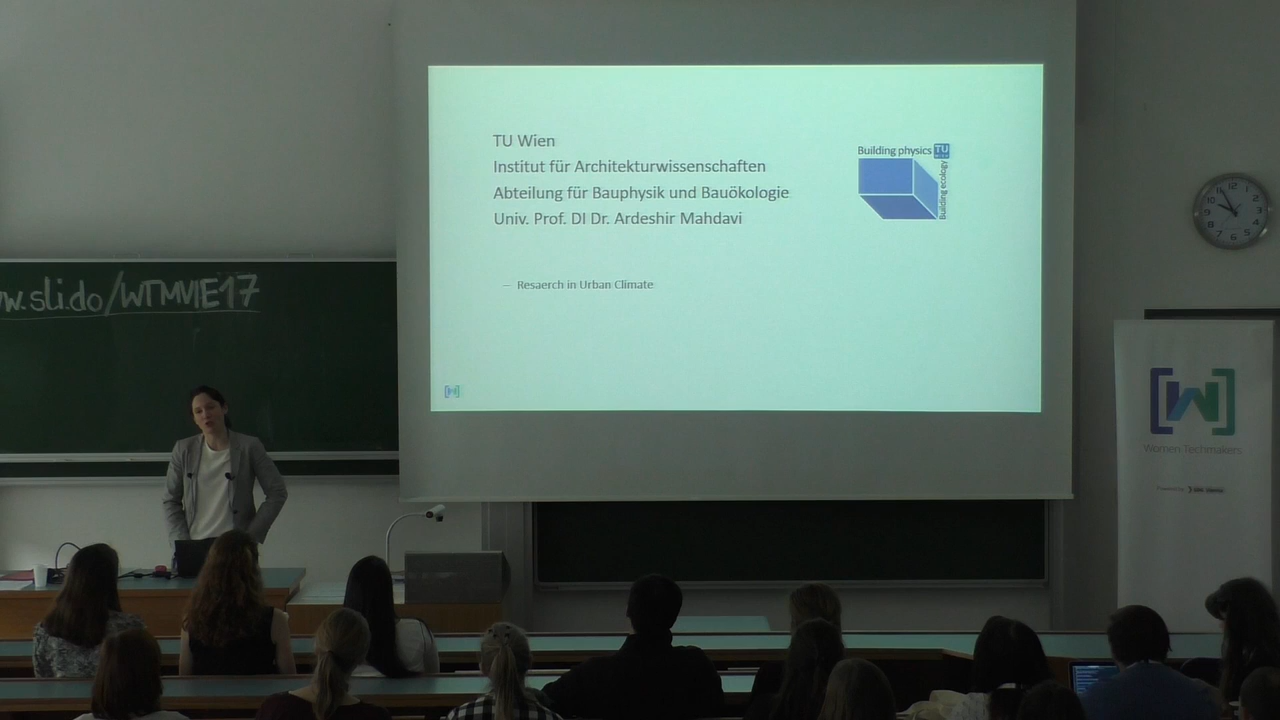 TU Wien
Institut für Architekturwissenschaften
Abteilung für Bauphysik und Bauökologie
Univ. Prof. DI Dr. Ardeshir Mahdavi
– Resaerch in Urban Climate
Building physics TU
Building ecology
w.sli.do/WTMVIE17
[W]
Women Techmakers